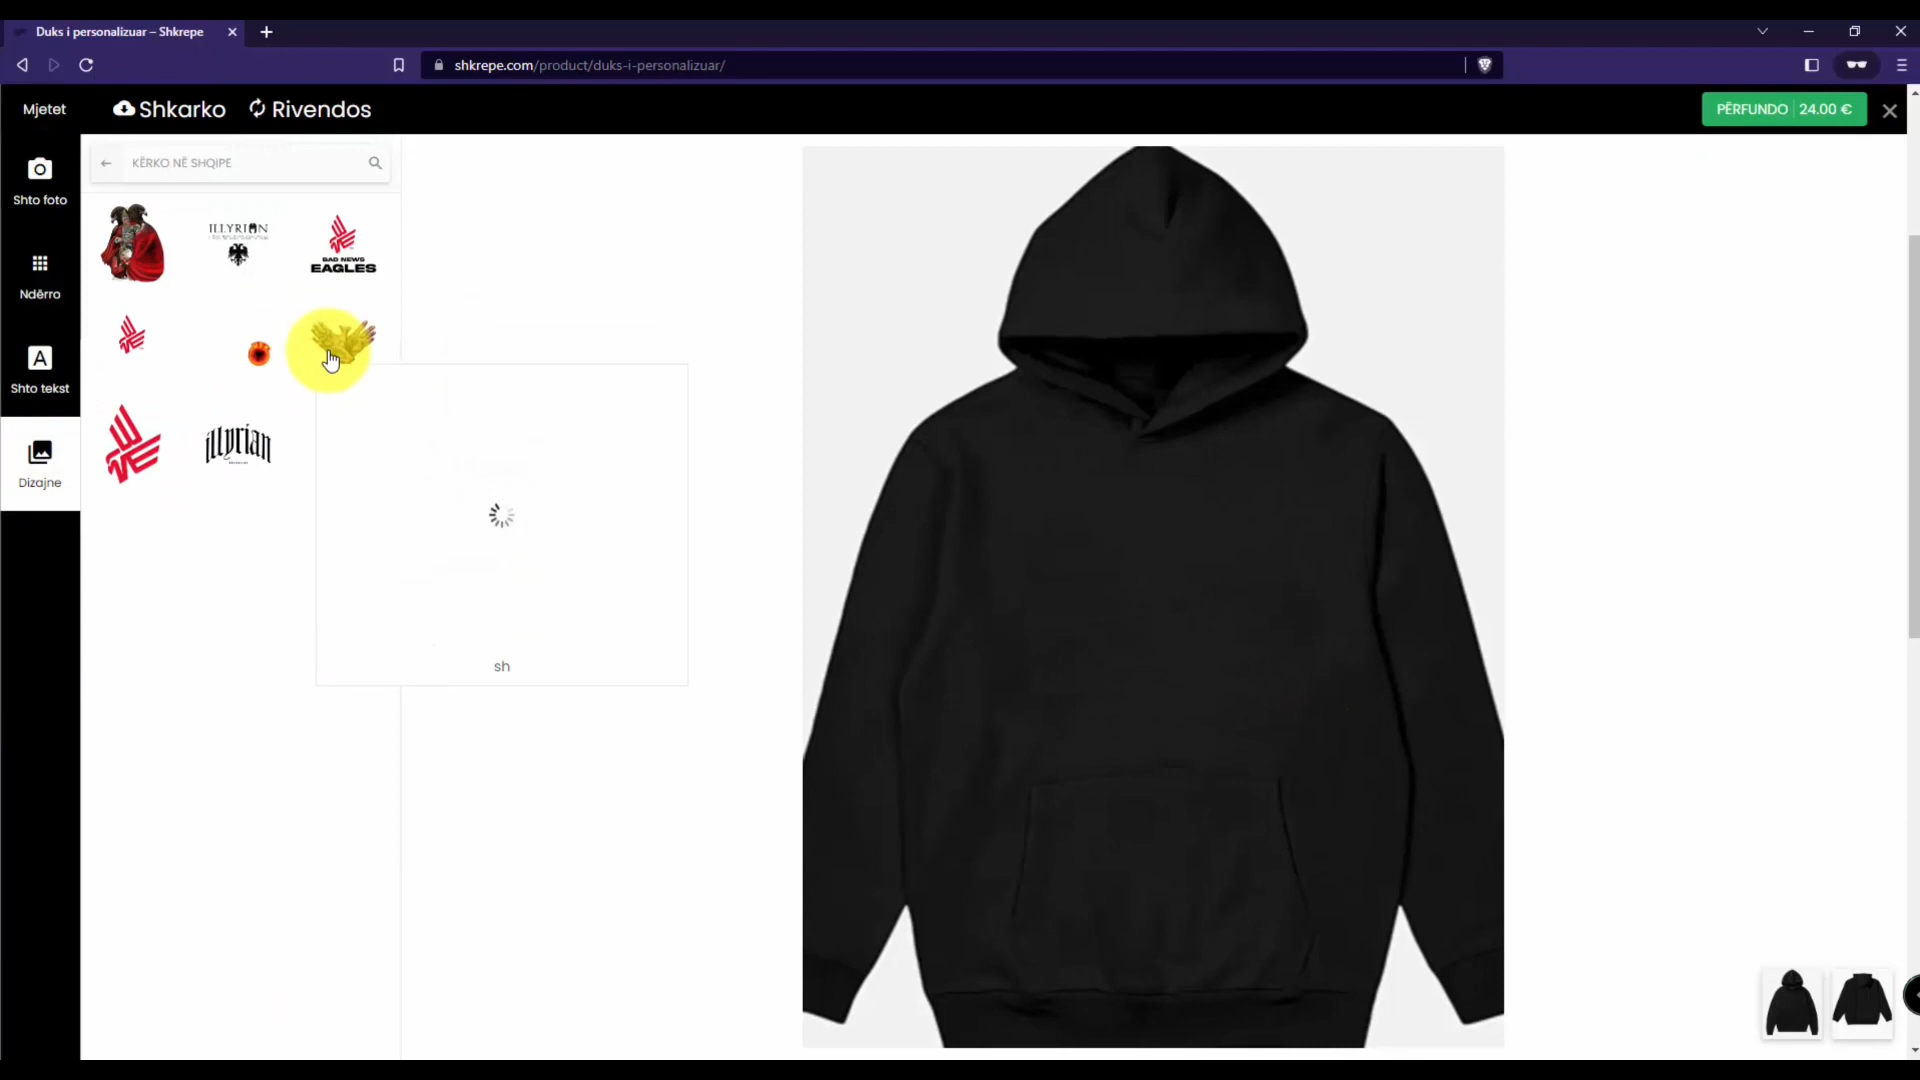 Duks i personalizuar – Shkrepe
shkrepe.com/product/duks-i-personalizuar/
Mjetet
Shkarko
Rivendos
PËRFUNDO
24.00 €
Shto foto
Ndërro
A
Shto tekst
Dizajne
KËRKO NË SHQIPE
ILLYRIAN
BAD NEWS
EAGLES
illyrian
sh